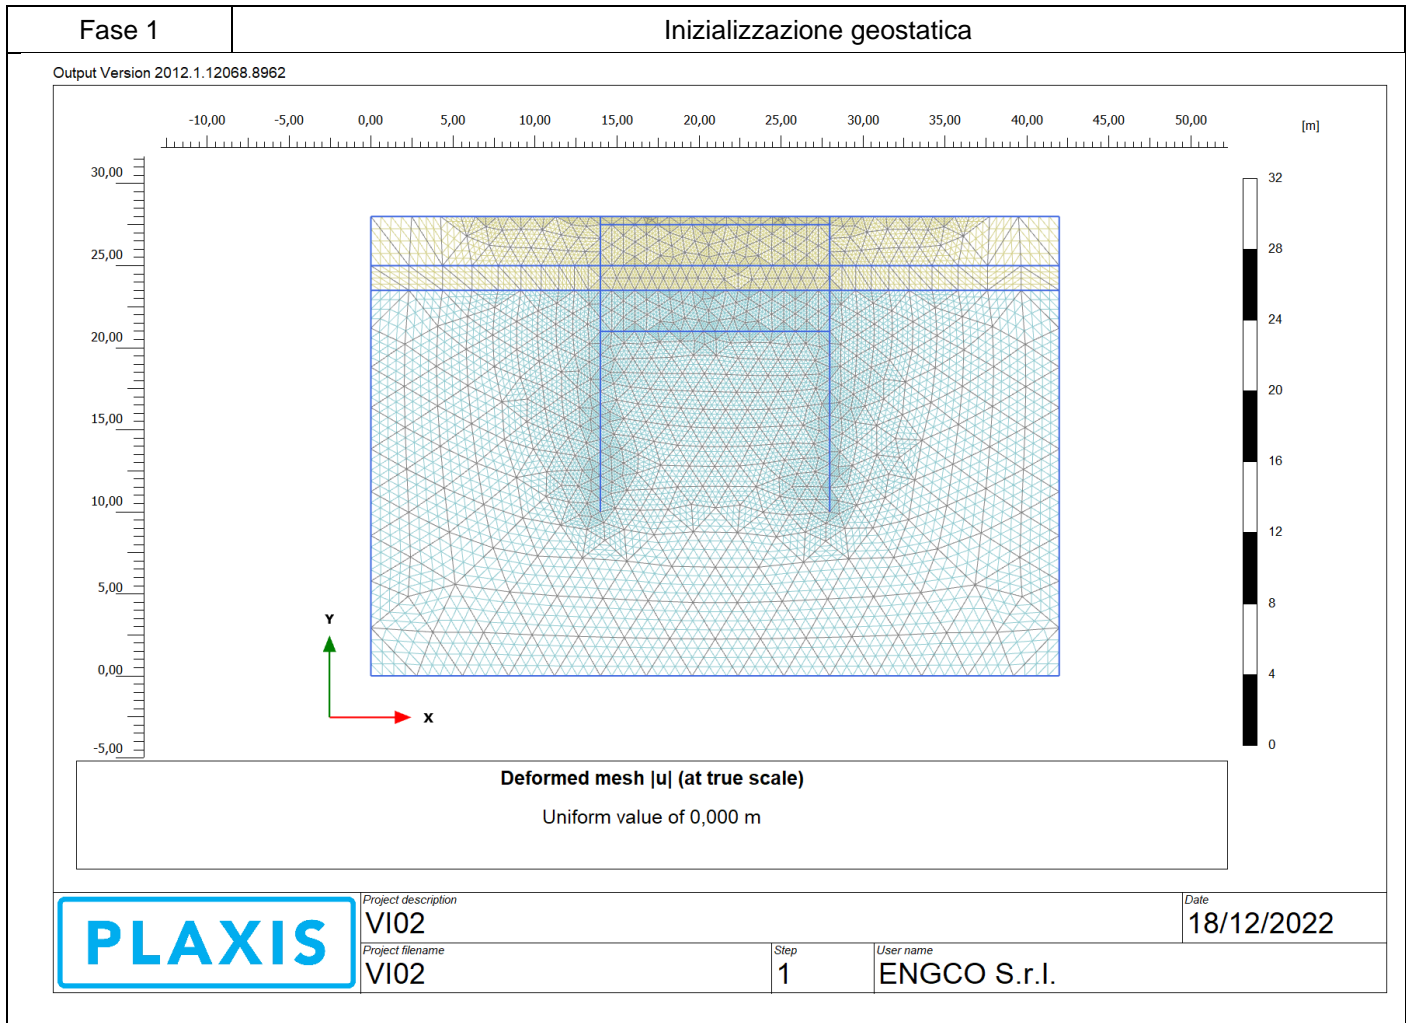 Fase 1
Inizializzazione geostatica
Output Version 2012.1.12068.8962
-10,00 -5,00 0,00 5,00 10,00 15,00 20,00 25,00 30,00 35,00 40,00 45,00 50,00
[m]
30,00
25,00
20,00
15,00
10,00
5,00
0,00
-5,00
32
28
24
20
16
12
8
4
0
Y
X
Deformed mesh |u| (at true scale)
Uniform value of 0,000 m
PLAXIS
Project description
VI02
Date
18/12/2022
Project filename
VI02
Step
1
User name
ENGCO S.r.l.